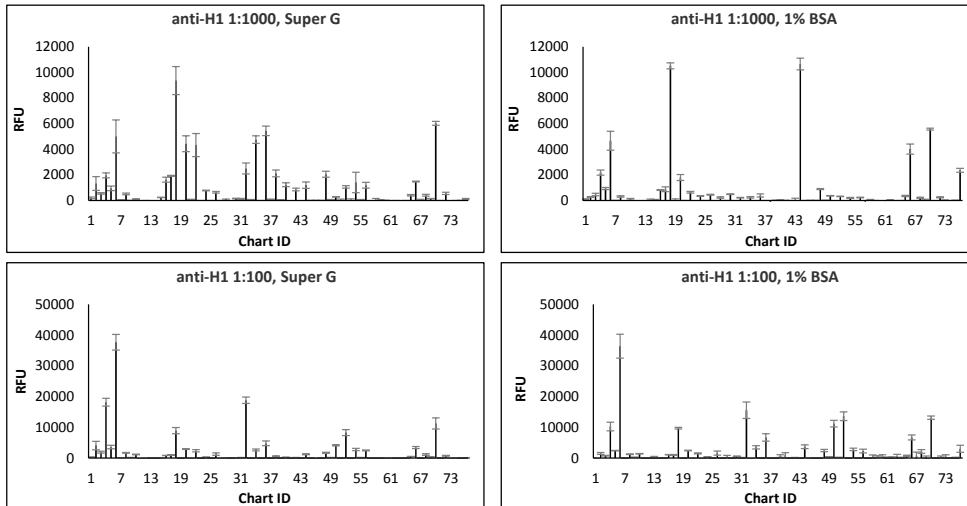 anti-H1 1:1000, Super G
12000
10000
8000
6000
4000
2000
0
RFU
1 7 13 19 25 31 37 43 49 55 61 67 73
Chart ID
anti-H1 1:1000, 1% BSA
12000
10000
8000
6000
4000
2000
0
RFU
1 7 13 19 25 31 37 43 49 55 61 67 73
Chart ID
anti-H1 1:100, Super G
50000
40000
30000
20000
10000
0
RFU
1 7 13 19 25 31 37 43 49 55 61 67 73
Chart ID
anti-H1 1:100, 1% BSA
50000
40000
30000
20000
10000
0
RFU
1 7 13 19 25 31 37 43 49 55 61 67 73
Chart ID